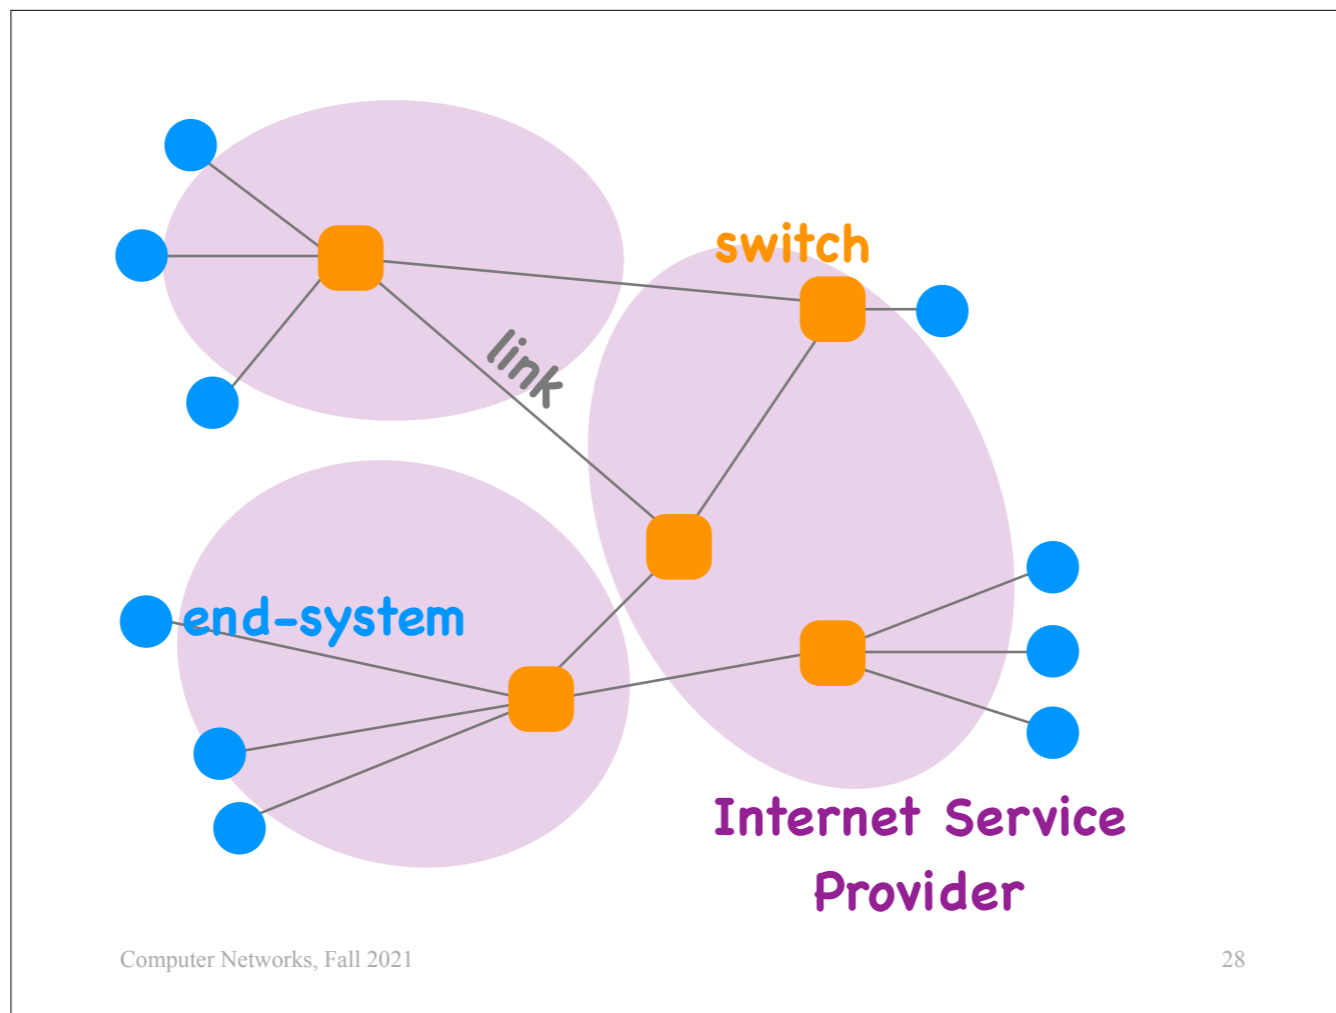 switch
link
end-system
Internet Service
Provider
Computer Networks, Fall 2021
28